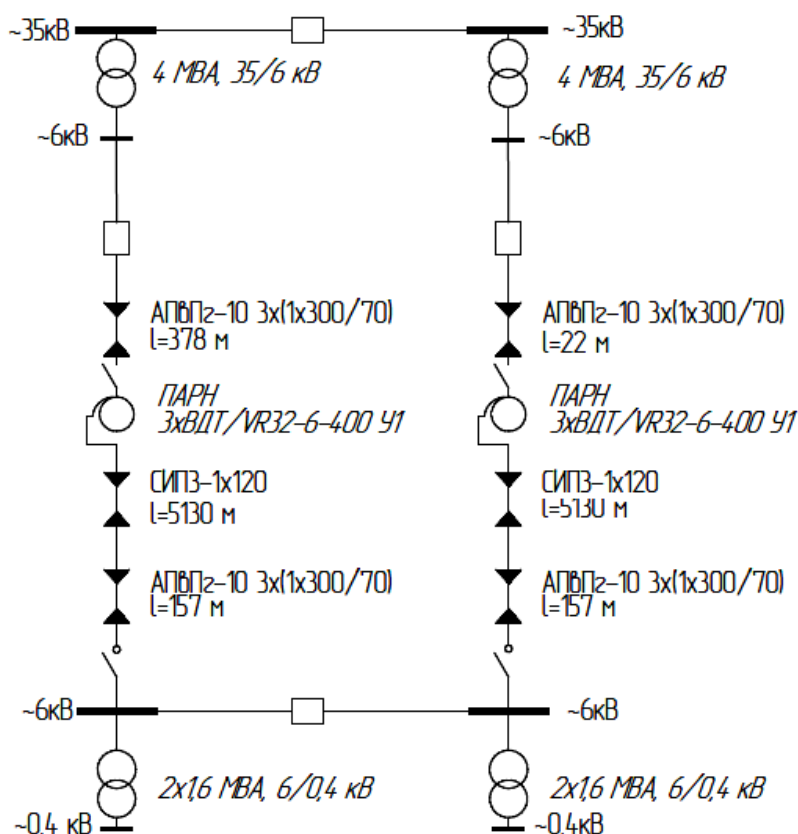 ~35кВ
~35кВ
4 МВА, 35/6 кВ
4 МВА, 35/6 кВ
~6кВ
~6кВ
АПвПг-10 3х(1х300/70)
l=378 м
АПвПг-10 3х(1х300/70)
l=22 м
ПАРН
3хВДТ/VR32-6-400 У1
ПАРН
3хВДТ/VR32-6-400 У1
СИП3-1х120
l=5130 м
СИП3-1х120
l=5130 м
АПвПг-10 3х(1х300/70)
l=157 м
АПвПг-10 3х(1х300/70)
l=157 м
~6кВ
~6кВ
2х1,6 МВА, 6/0,4 кВ
2х1,6 МВА, 6/0,4 кВ
~0,4 кВ
~0,4кВ